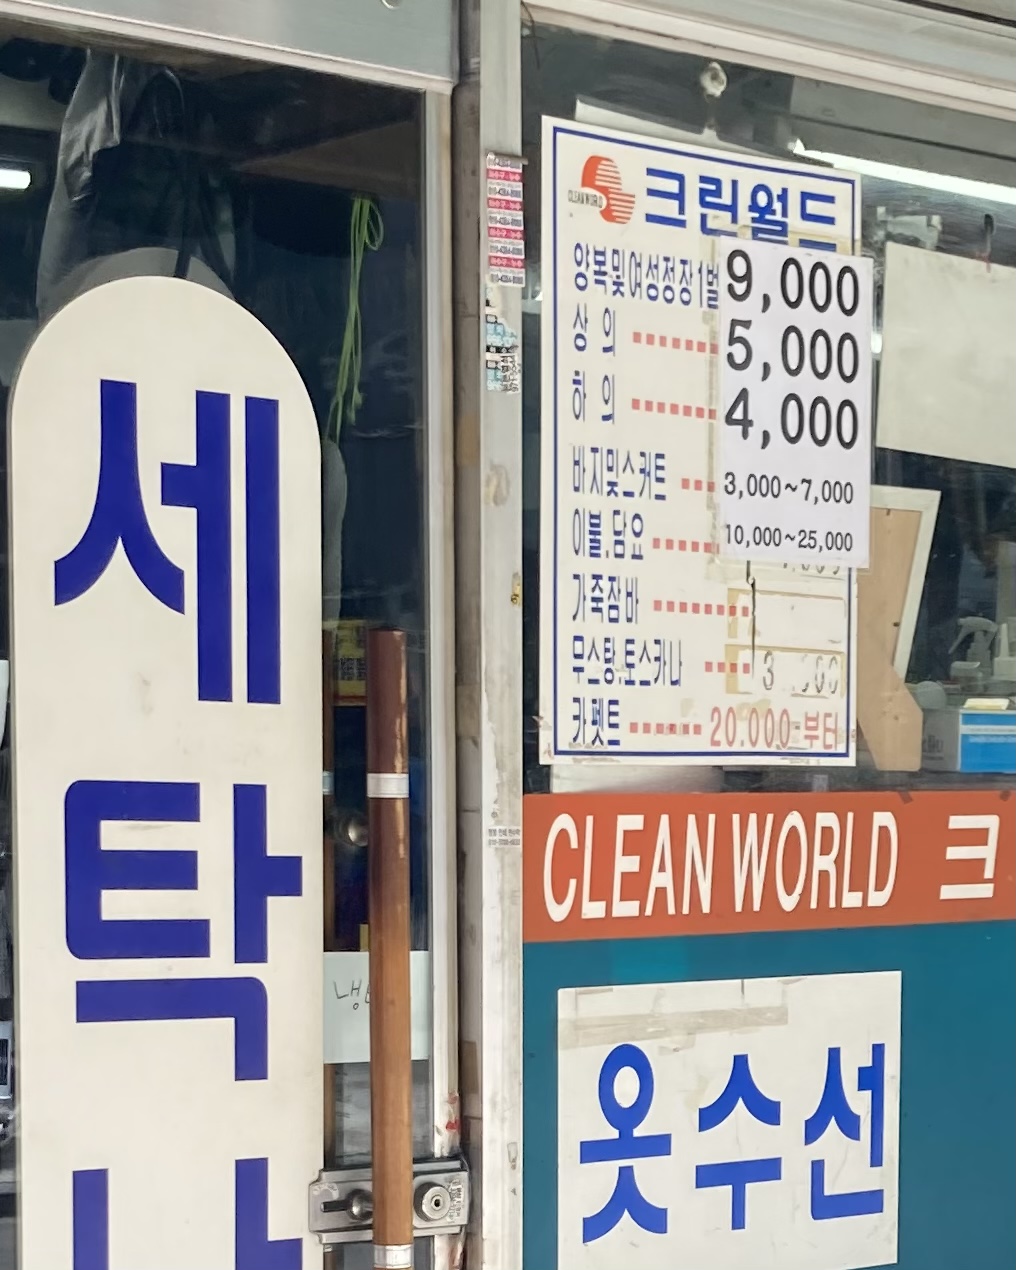 세탁
CLEAN WORLD
크린월드
양복및여성정장1벌 9,000
상 의 5,000
하 의 4,000
바지및스커트 3,000~7,000
이불.담요 10,000~25,000
가죽잠바
무스탕.토스카나
카펫트 20.000 부터
CLEAN WORLD 크
옷수선